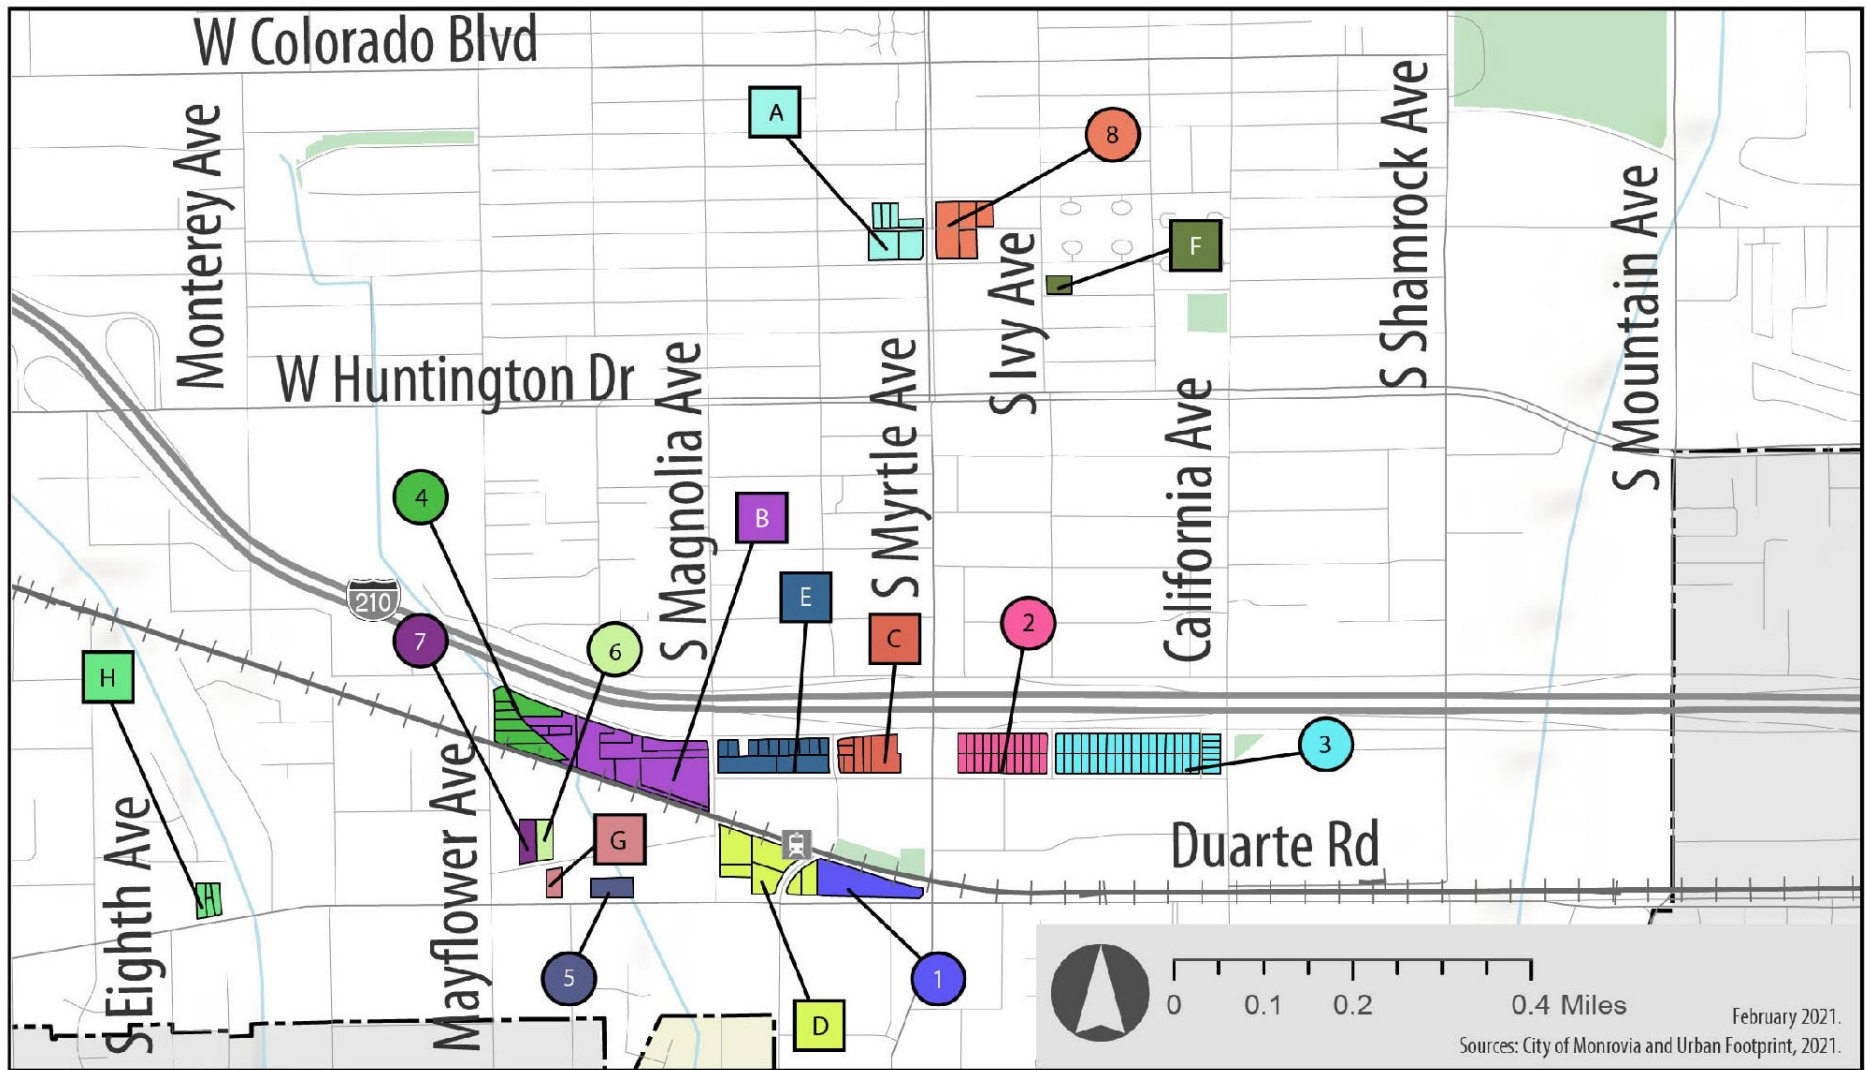 W Colorado Blvd
Monterey Ave
A
8
F
S Ivy Ave
S Shamrock Ave
S Mountain Ave
W Huntington Dr
S Magnolia Ave
S Myrtle Ave
California Ave
4
B
210
E
7
6
C
2
H
3
G
Duarte Rd
S Eighth Ave
Mayflower Ave
5
1
D
0 0.1 0.2 0.4 Miles
February 2021.
Sources: City of Monrovia and Urban Footprint, 2021.